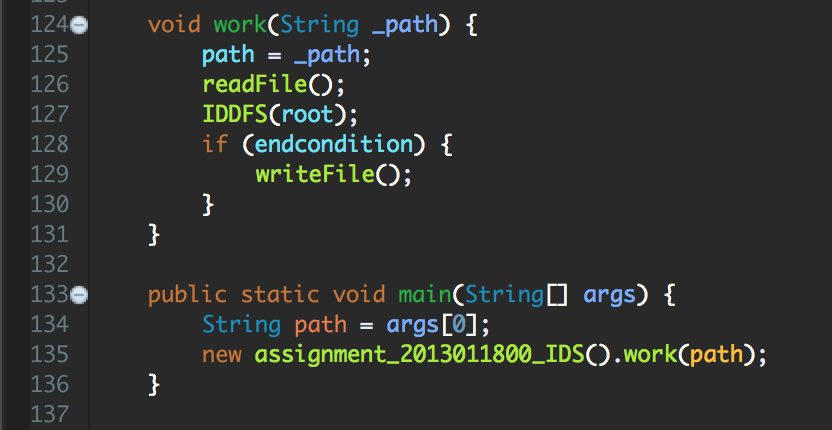 124 void work(String _path) {
125 path = _path;
126 readFile();
127 IDDFS(root);
128 if (endcondition) {
129 writeFile();
130 }
131 }
132
133 public static void main(String[] args) {
134 String path = args[0];
135 new assignment_2013011800_IDS().work(path);
136 }
137